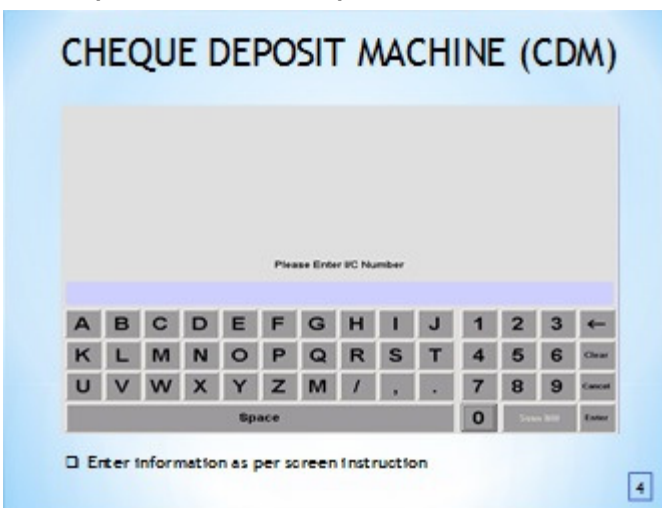 CHEQUE DEPOSIT MACHINE (CDM)
Please Enter I/C Number
A B C D E F G H I J 1 2 3 ←
K L M N O P Q R S T 4 5 6 Clear
U V W X Y Z M / , . 7 8 9 Cancel
Space 0 Enter
❑ Enter information as per screen instruction
4